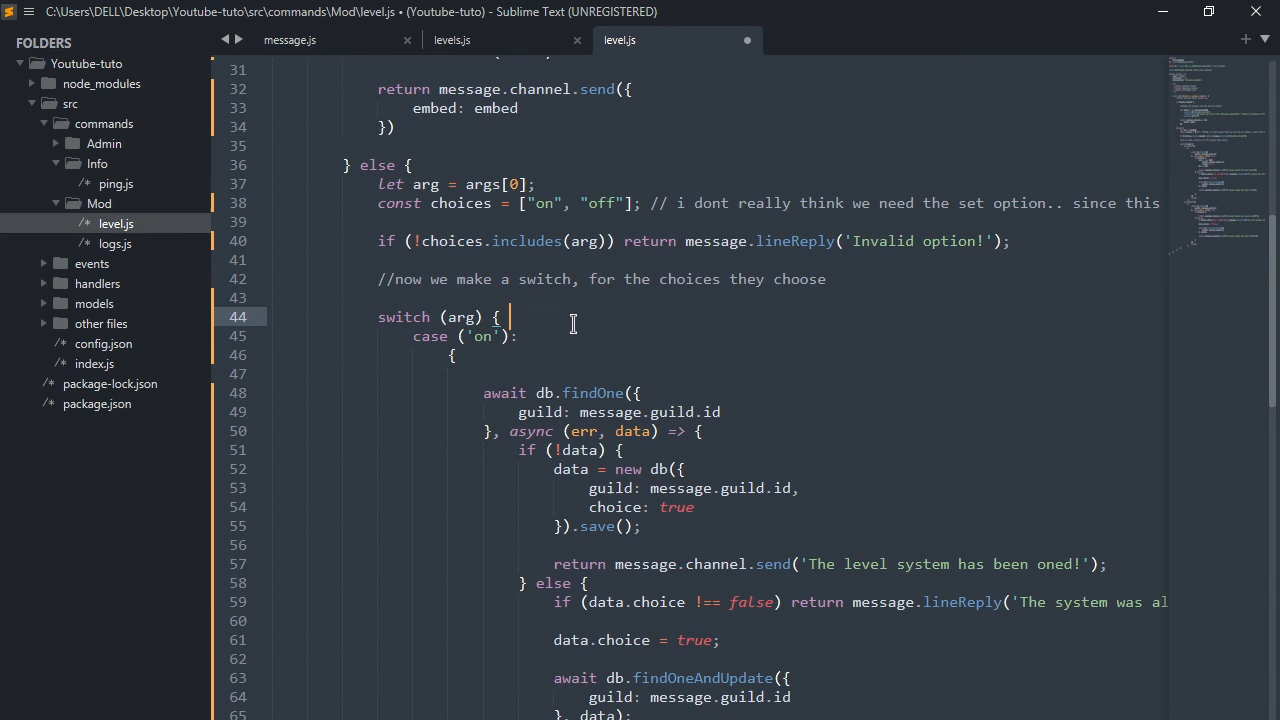 C:\Users\DELL\Desktop\Youtube-tuto\src\commands\Mod\level.js • (Youtube-tuto) - Sublime Text (UNREGISTERED)
FOLDERS
Youtube-tuto
node_modules
src
commands
Admin
Info
/* ping.js
Mod
/* level.js
/* logs.js
events
handlers
models
other files
/* config.json
/* index.js
/* package-lock.json
/* package.json
message.js
levels.js
level.js
31
32 return message.channel.send({
33 embed: embed
34 })
35
36 } else {
37 let arg = args[0];
38 const choices = ["on", "off"]; // i dont really think we need the set option.. since this
39
40 if (!choices.includes(arg)) return message.lineReply('Invalid option!');
41
42 //now we make a switch, for the choices they choose
43
44 switch (arg) {
45 case ('on'):
46 {
47
48 await db.findOne({
49 guild: message.guild.id
50 }, async (err, data) => {
51 if (!data) {
52 data = new db({
53 guild: message.guild.id,
54 choice: true
55 }).save();
56
57 return message.channel.send('The level system has been oned!');
58 } else {
59 if (data.choice !== false) return message.lineReply('The system was al
60
61 data.choice = true;
62
63 await db.findOneAndUpdate({
64 guild: message.guild.id
65 }, data);